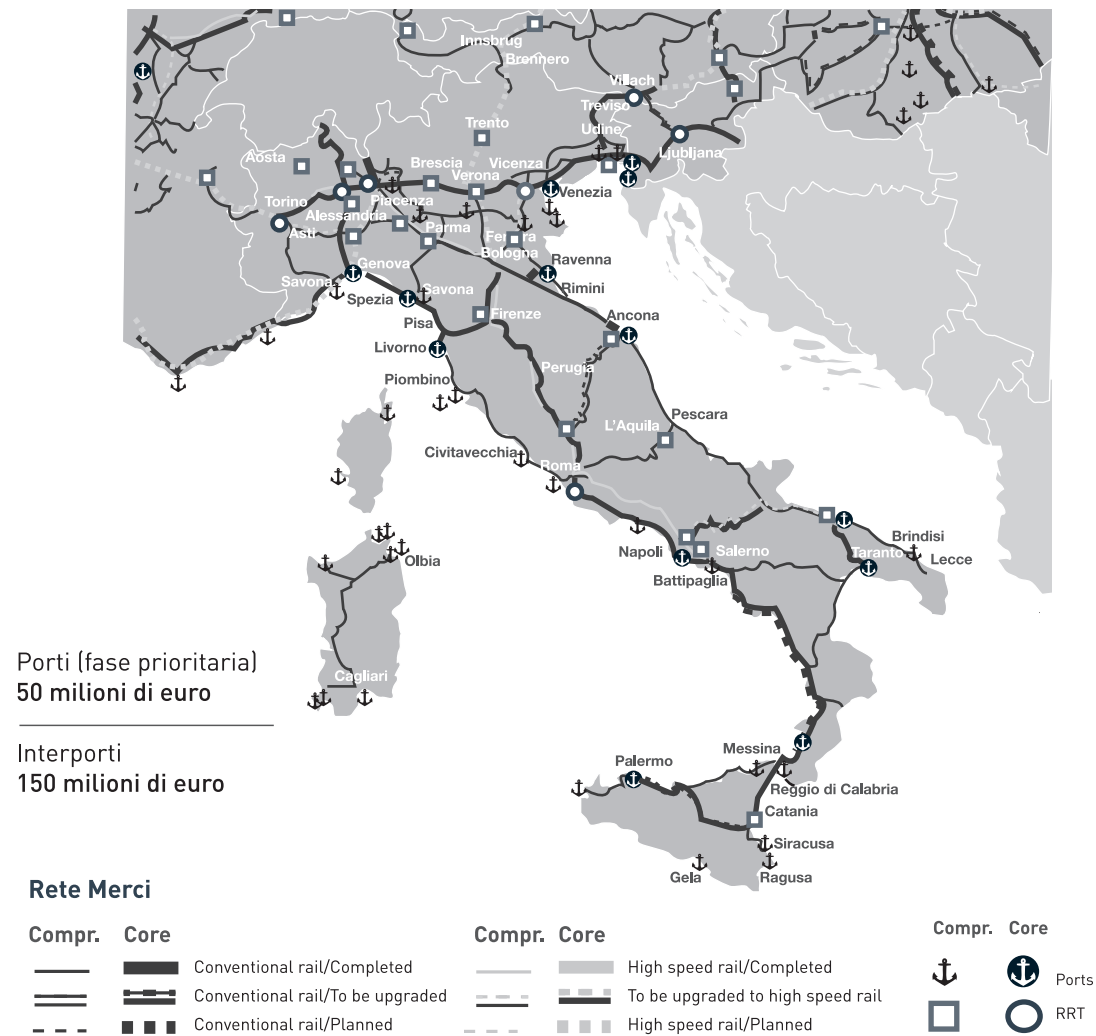 Innsbrug
Brennero
Villach
Treviso
Udine
Ljubljana
Trento
Aosta
Brescia
Vicenza
Verona
Venezia
Torino
Piacenza
Alessandria
Asti
Parma
Ferrara
Bologna
Ravenna
Genova
Savona
Savona
Rimini
Spezia
Firenze
Ancona
Pisa
Livorno
Perugia
Piombino
L'Aquila
Pescara
Civitavecchia
Roma
Napoli
Salerno
Brindisi
Taranto
Lecce
Battipaglia
Olbia
Cagliari
Porti (fase prioritaria)
50 milioni di euro
Interporti
150 milioni di euro
Messina
Palermo
Reggio di Calabria
Catania
Siracusa
Gela
Ragusa
Rete Merci
Compr. Core
Conventional rail/Completed
Conventional rail/To be upgraded
Conventional rail/Planned
Compr. Core
High speed rail/Completed
To be upgraded to high speed rail
High speed rail/Planned
Compr. Core
Ports
RRT